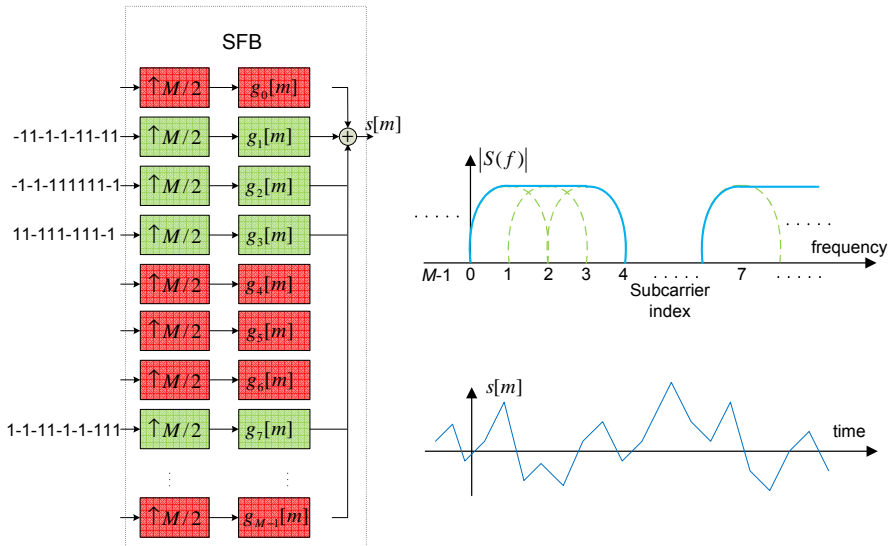 SFB
↑M/2 g₀[m]
-11-1-1-11-11 ↑M/2 g₁[m] s[m]
-1-1-111111-1 ↑M/2 g₂[m]
11-111-111-1 ↑M/2 g₃[m]
↑M/2 g₄[m]
↑M/2 g₅[m]
↑M/2 g₆[m]
1-1-11-1-1-111 ↑M/2 g₇[m]
↑M/2 g_{M-1}[m]
|S(f)|
frequency
M-1 0 1 2 3 4 7
Subcarrier
index
s[m]
time